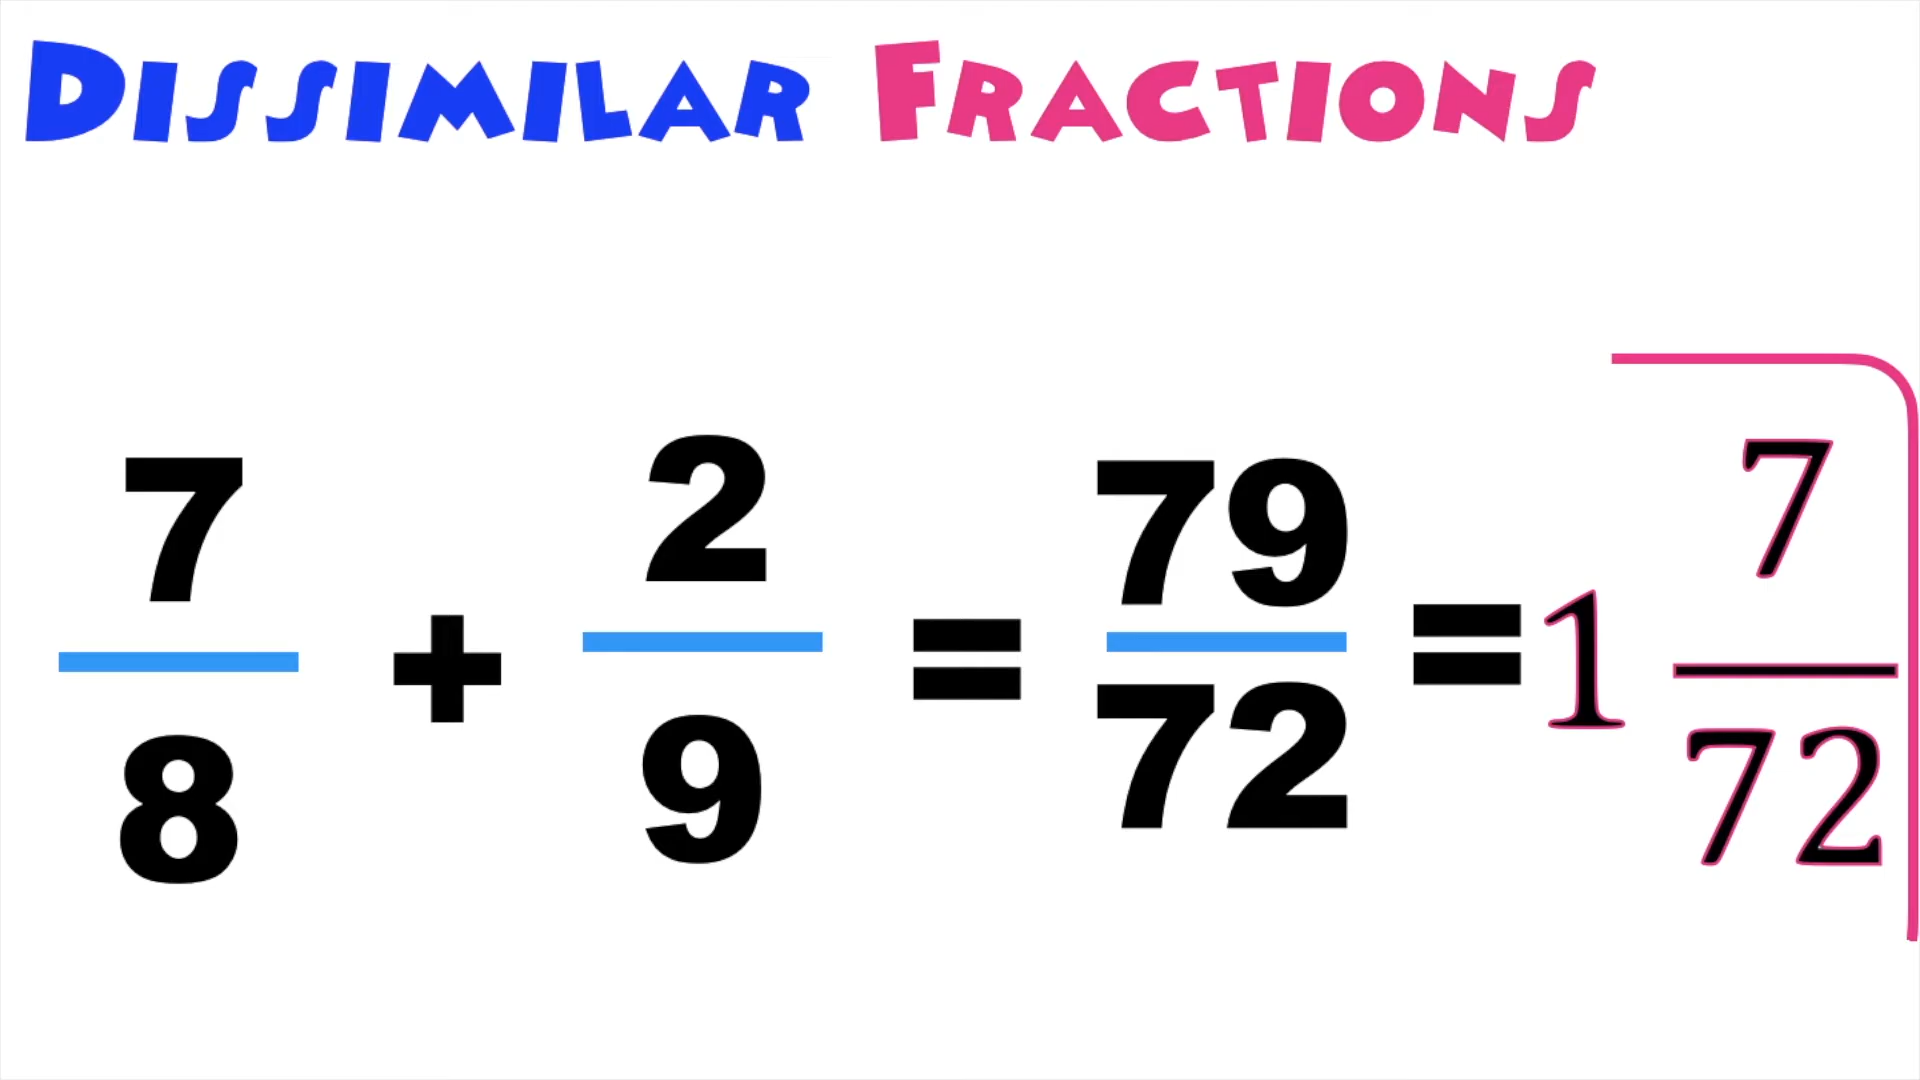 Dissimilar Fractions
7/8 + 2/9 = 79/72 = 1 7/72